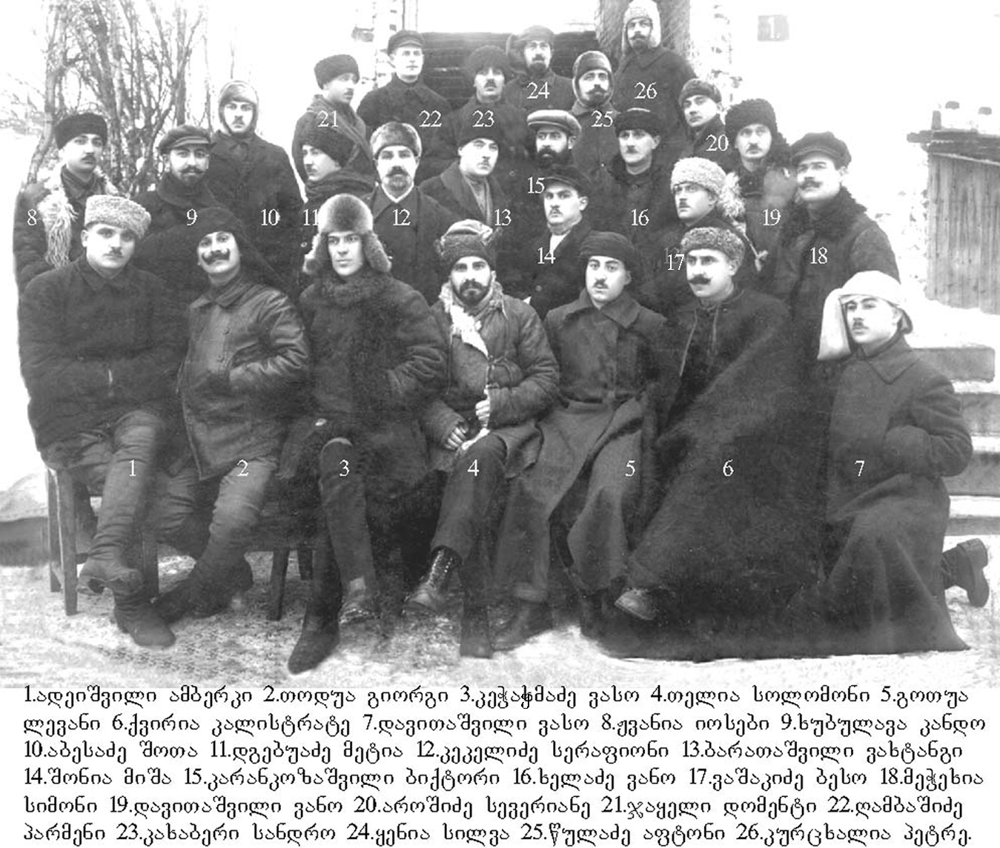 1.
24 26
21 22 23 25
20
15
8 9 10 11 12 13 16 19
14 17 18
1 2 3 4 5 6 7
1.ადეიშვილი ამბერკი 2.თოდუა გიორგი 3.კეჭაყმაძე ვასო 4.თელია სოლომონი 5.გოთუა
ლევანი 6.ქვირია კალისტრატე 7.დავითაშვილი ვასო 8.ჟვანია იოსები 9.ხუბულავა კანდო
10.აბესაძე შოთა 11.დგებუაძე მეტია 12.კეკელიძე სერაფიონი 13.ბარათაშვილი ვახტანგი
14.შონია მიშა 15.კარანკოზაშვილი ბიქტორი 16.ხელაძე ვანო 17.ვაშაკიძე ბესო 18.მეჭეხია
სიმონი 19.დავითაშვილი ვანო 20.აროშიძე სევერიანე 21.ჯაყელი დომენტი 22.ღამბაშიძე
პარმენი 23.კახაბერი სანდრო 24.ყენია სილვა 25.წულაძე აფტონი 26.კურცხალია პეტრე.